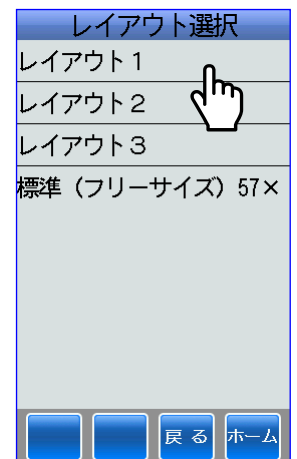 レイアウト選択
レイアウト１
レイアウト２
レイアウト３
標準（フリーサイズ）57×
戻る
ホーム